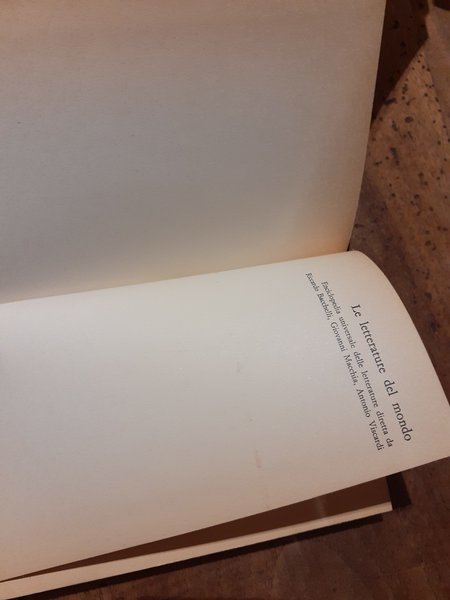 Le letterature del mondo
Enciclopedia universale delle letterature diretta da
Riccardo Bacchelli, Giovanni Macchia, Antonio Viscardi